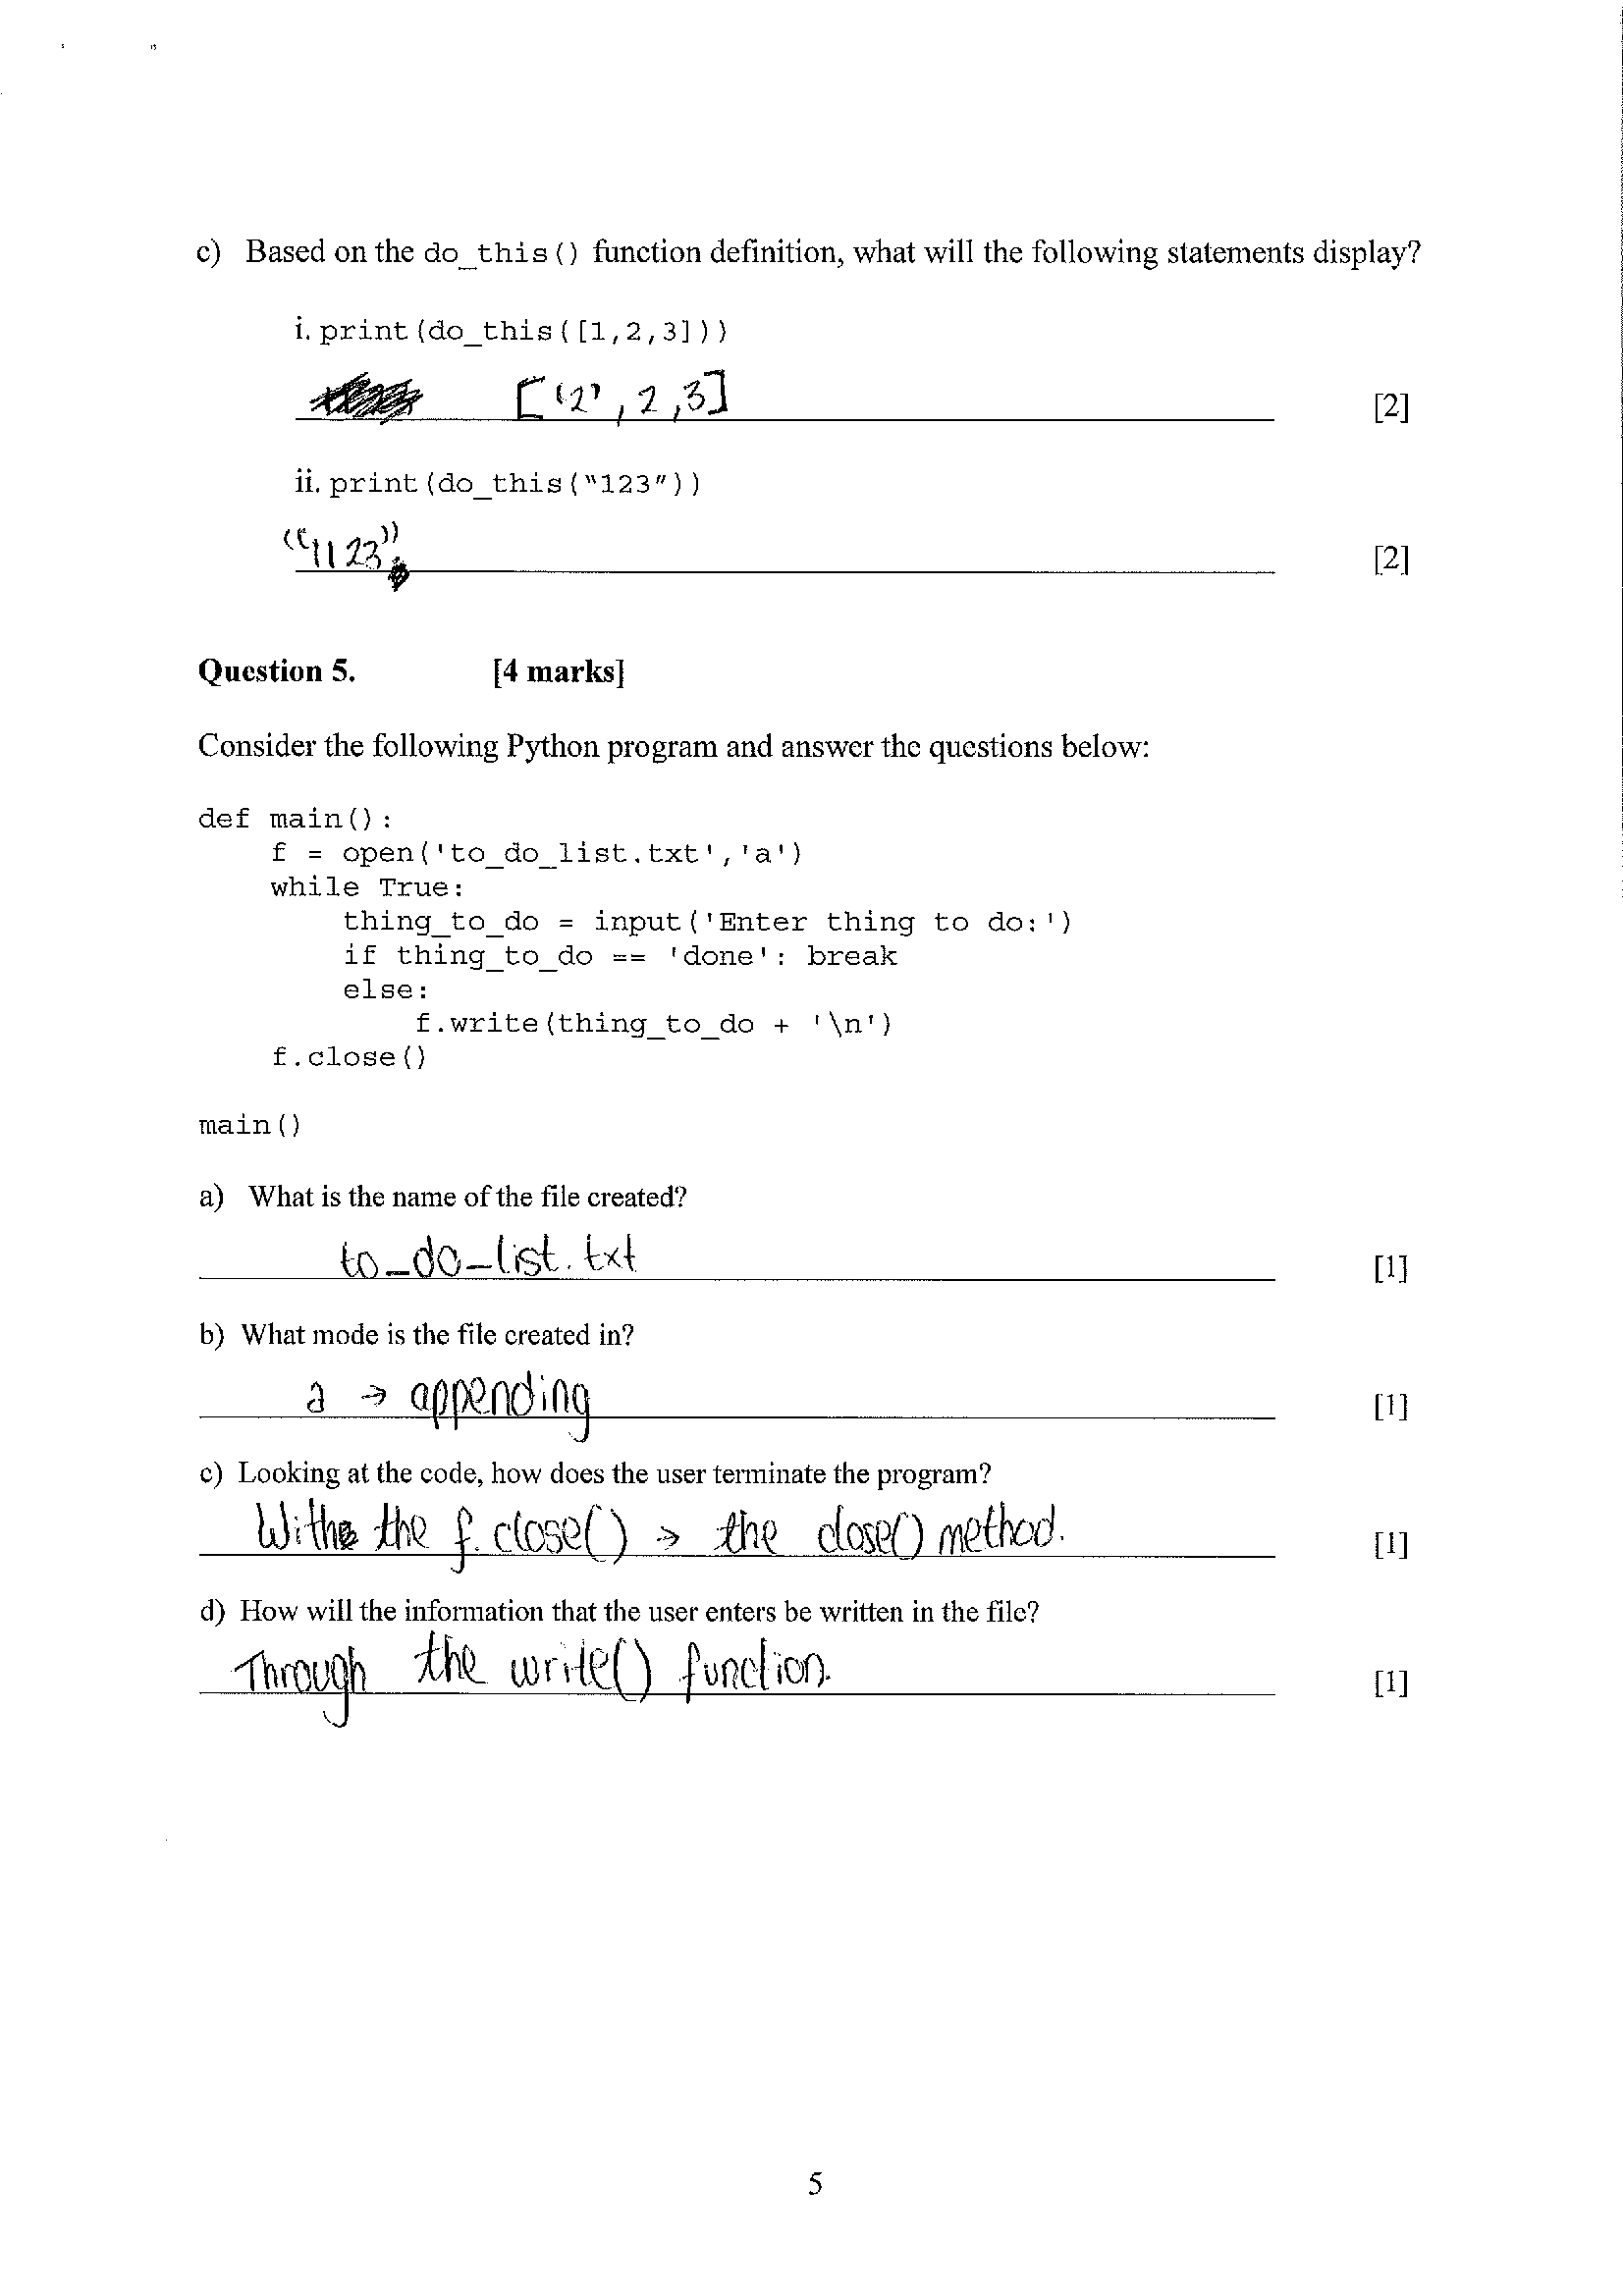 c) Based on the do_this() function definition, what will the following statements display?
i. print(do_this([1,2,3]))
['2', 2, 3] [2]
ii. print(do_this("123"))
"1123" [2]
Question 5. [4 marks]
Consider the following Python program and answer the questions below:
def main():
    f = open('to_do_list.txt','a')
    while True:
        thing_to_do = input('Enter thing to do:')
        if thing_to_do == 'done': break
        else:
            f.write(thing_to_do + '\n')
    f.close()
main()
a) What is the name of the file created?
to_do_list.txt [1]
b) What mode is the file created in?
a → appending [1]
c) Looking at the code, how does the user terminate the program?
With the f.close() → the close() method. [1]
d) How will the information that the user enters be written in the file?
Through the write() function. [1]
5